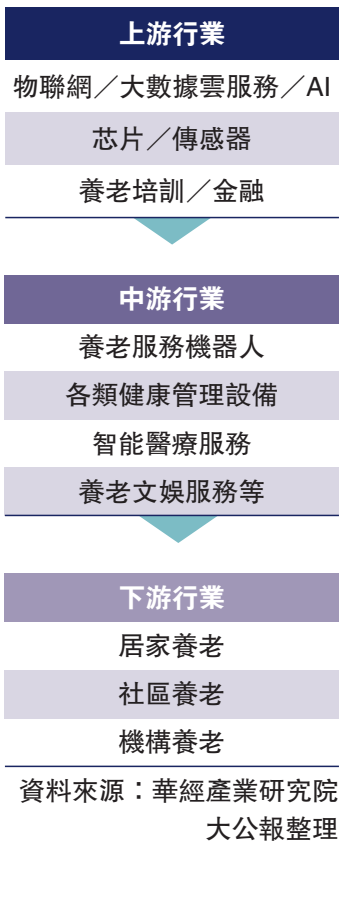 上游行業
物聯網／大數據雲服務／AI
芯片／傳感器
養老培訓／金融
中游行業
養老服務機器人
各類健康管理設備
智能醫療服務
養老文娛服務等
下游行業
居家養老
社區養老
機構養老
資料來源：華經產業研究院
大公報整理